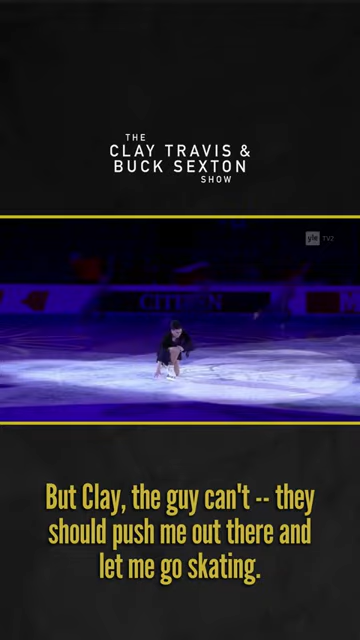 THE
CLAY TRAVIS &
BUCK SEXTON
SHOW
yle TV2
CITIZEN
But Clay, the guy can't -- they
should push me out there and
let me go skating.